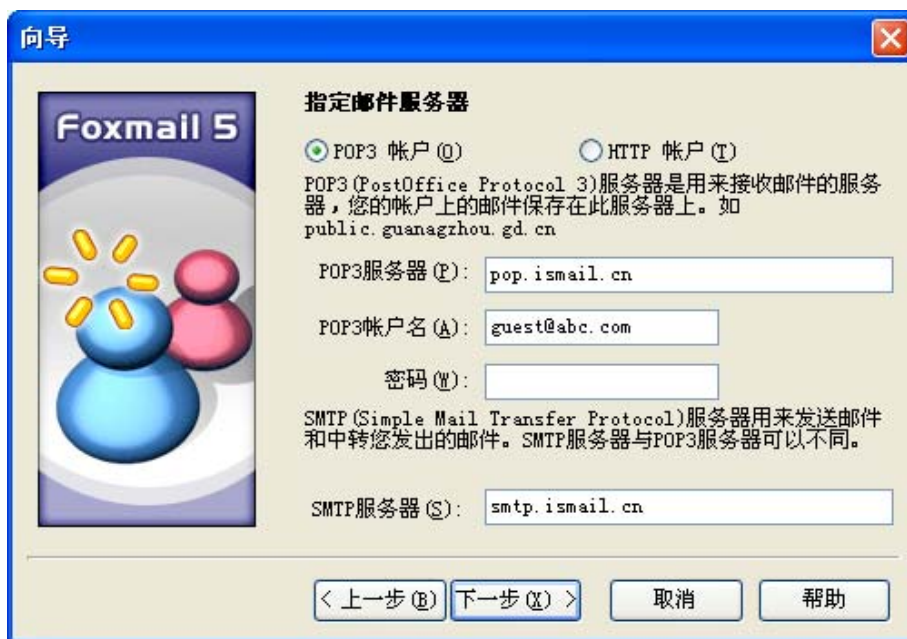 向导
Foxmail 5
指定邮件服务器
POP3 帐户(O) HTTP 帐户(T)
POP3(PostOffice Protocol 3)服务器是用来接收邮件的服务
器，您的帐户上的邮件保存在此服务器上。如
public.guanagzhou.gd.cn
POP3服务器(P): pop.ismail.cn
POP3帐户名(A): guest@abc.com
密码(W):
SMTP(Simple Mail Transfer Protocol)服务器用来发送邮件
和中转您发出的邮件。SMTP服务器与POP3服务器可以不同。
SMTP服务器(S): smtp.ismail.cn
< 上一步(B) 下一步(X) > 取消 帮助